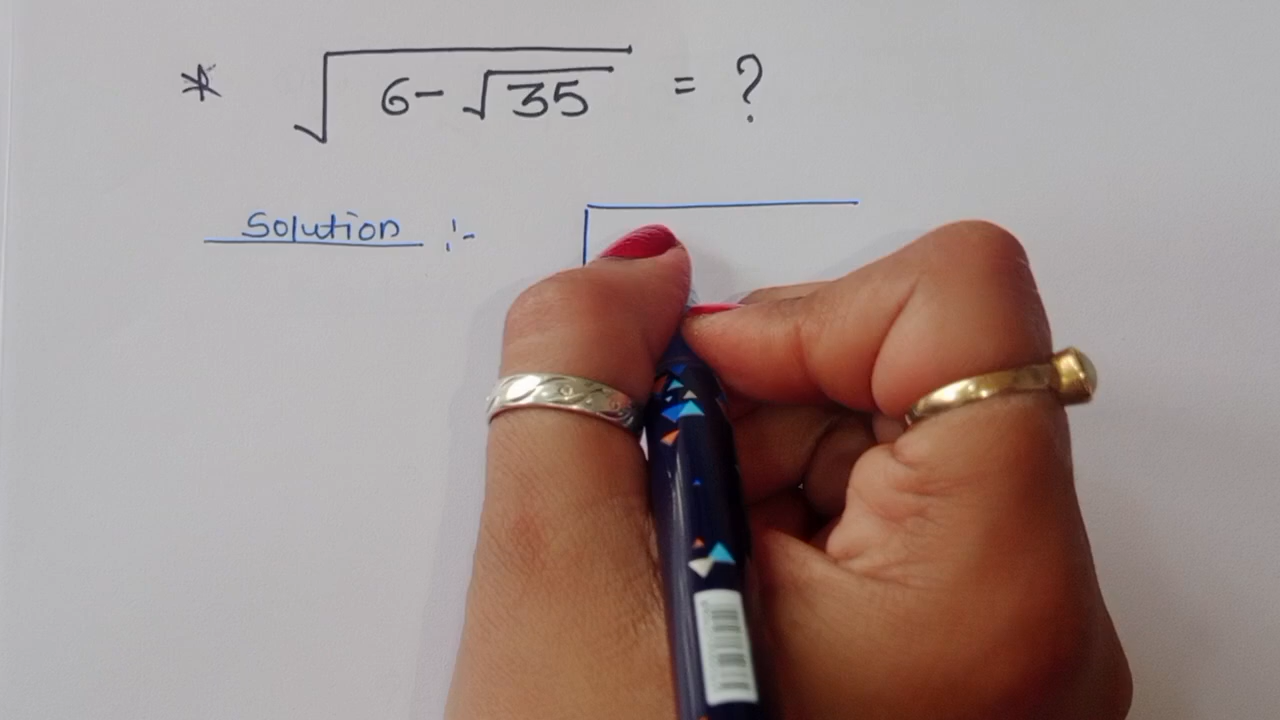 * √(6-√35) = ?
Solution :-